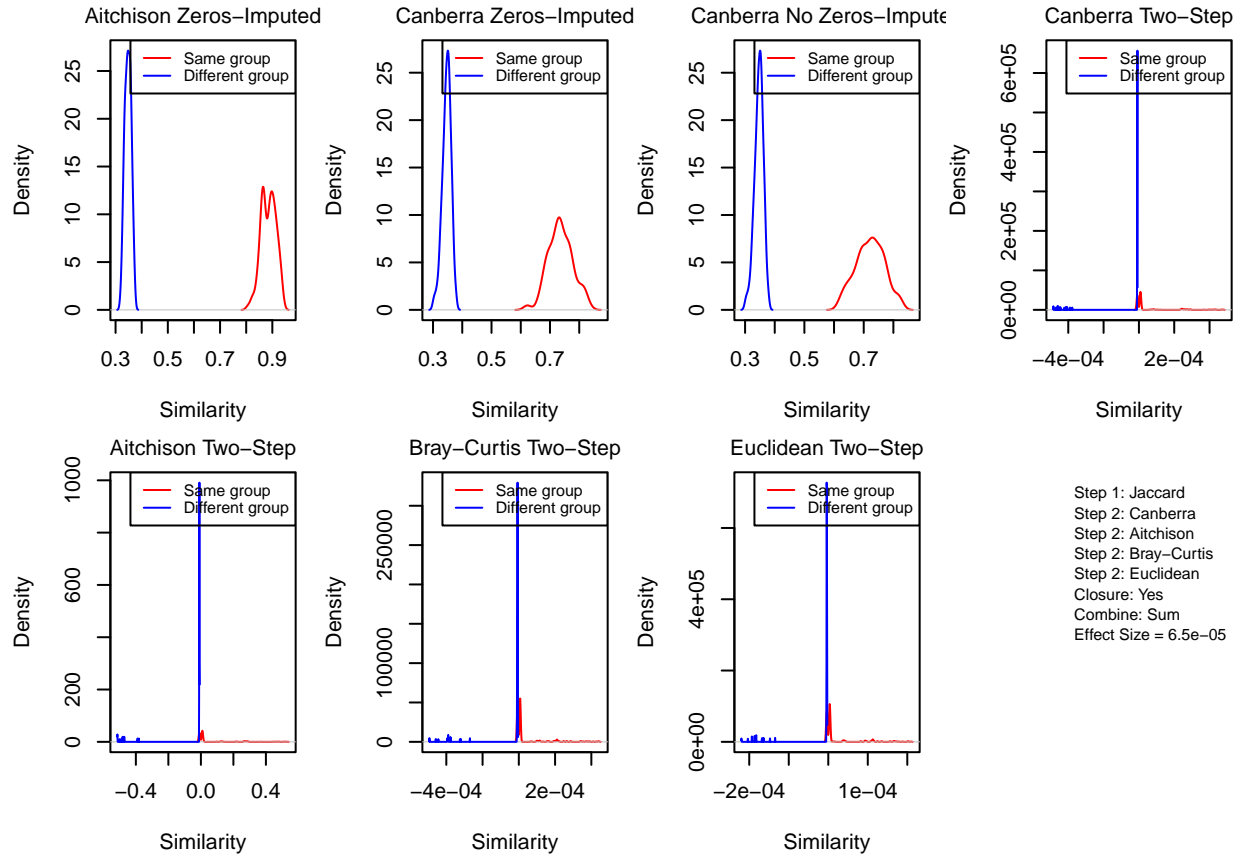 Aitchison Zeros−Imputed
Same group
Different group
Density
0
5
10
15
20
25
0.3
0.5
0.7
0.9
Similarity
Canberra Zeros−Imputed
Same group
Different group
Density
0
5
10
15
20
25
0.3
0.7
Similarity
Canberra No Zeros−Impute
Same group
Different group
Density
0
5
10
15
20
25
0.3
0.7
Similarity
Canberra Two−Step
Same group
Different group
Density
0e+00
2e+05
6e+05
−4e−04
2e−04
Similarity
Aitchison Two−Step
Same group
Different group
Density
0
200
600
1000
−0.4
0.0
0.4
Similarity
Bray−Curtis Two−Step
Same group
Different group
Density
0
100000
250000
−4e−04
2e−04
Similarity
Euclidean Two−Step
Same group
Different group
Density
0e+00
4e+05
−2e−04
1e−04
Similarity
Step 1: Jaccard
Step 2: Canberra
Step 2: Aitchison
Step 2: Bray−Curtis
Step 2: Euclidean
Closure: Yes
Combine: Sum
Effect Size = 6.5e−05